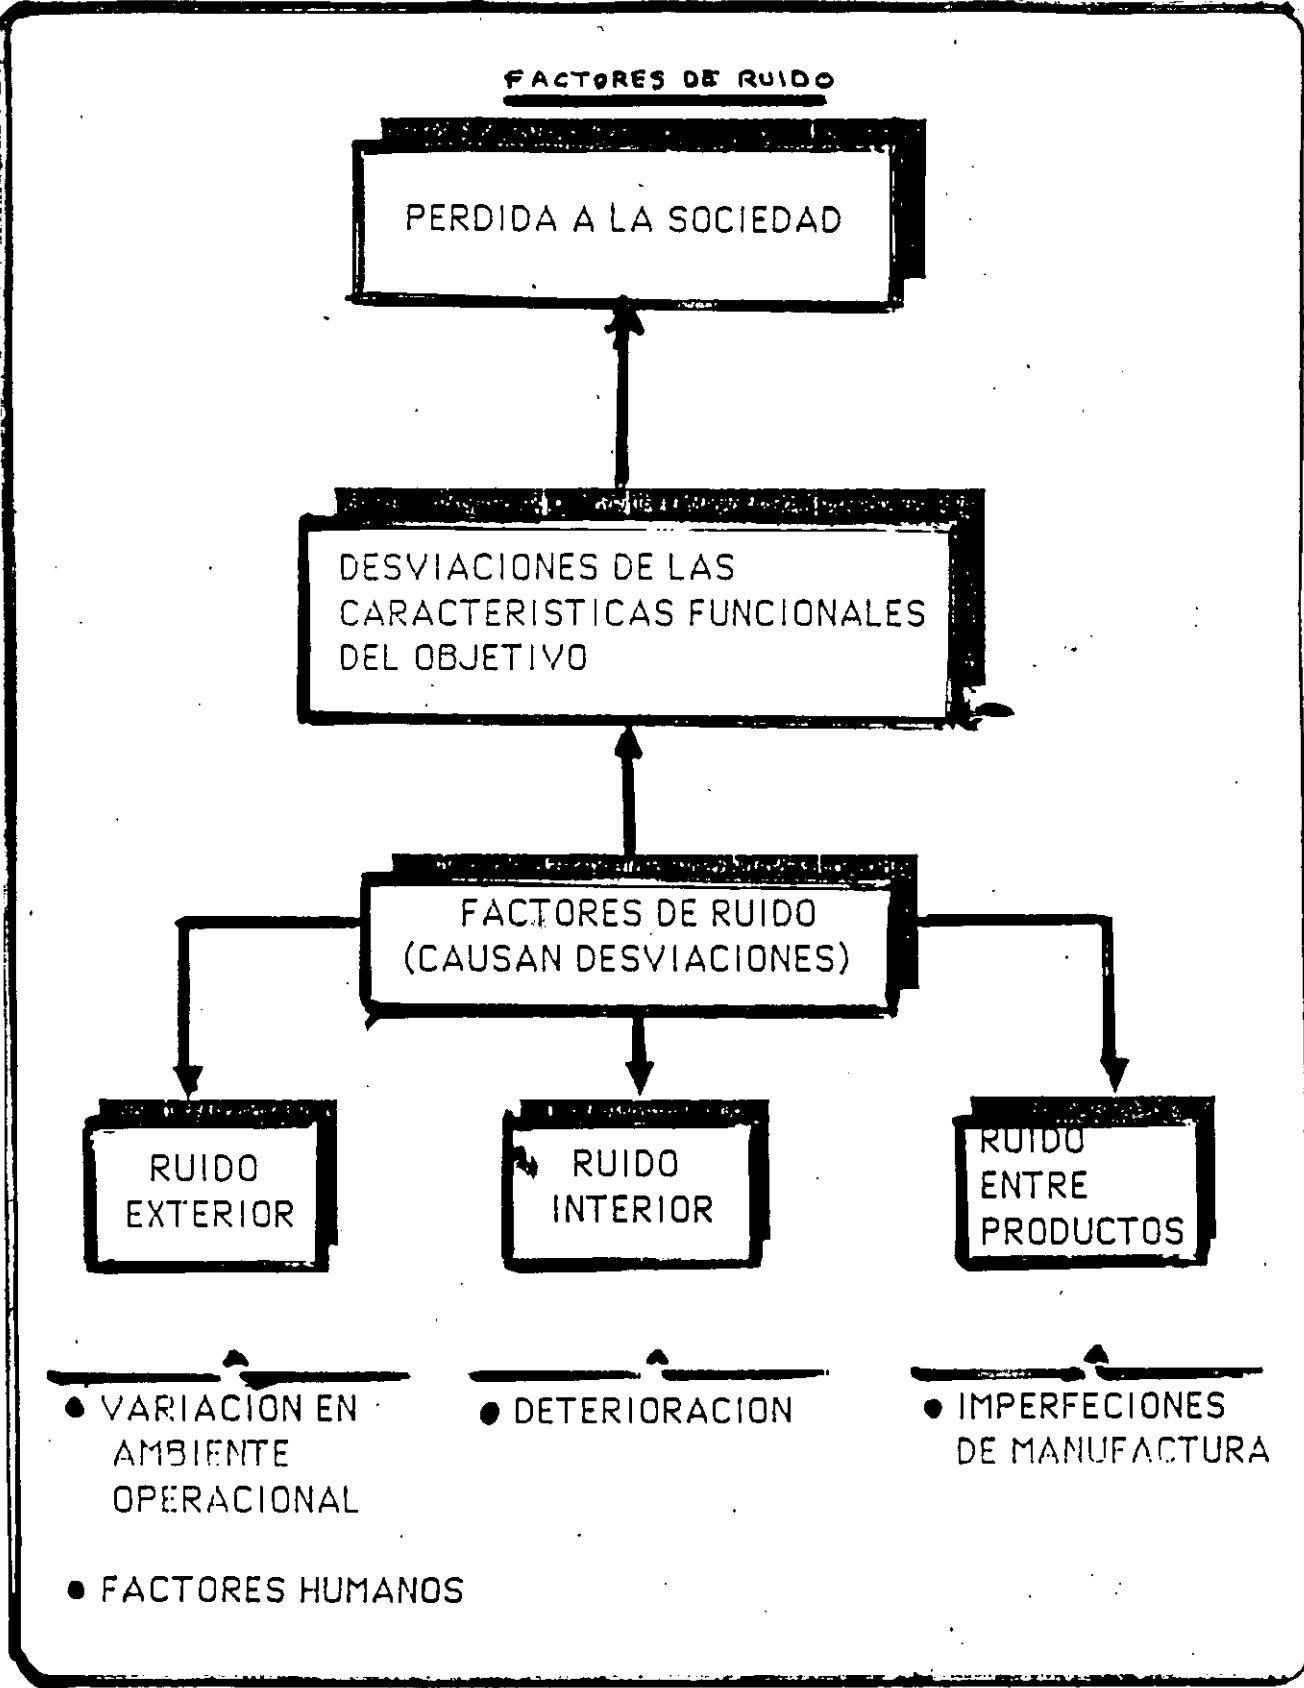 FACTORES DE RUIDO
PERDIDA A LA SOCIEDAD
DESVIACIONES DE LAS
CARACTERISTICAS FUNCIONALES
DEL OBJETIVO
FACTORES DE RUIDO
(CAUSAN DESVIACIONES)
RUIDO
EXTERIOR
RUIDO
INTERIOR
RUIDO
ENTRE
PRODUCTOS
• VARIACION EN
AMBIENTE
OPERACIONAL
• FACTORES HUMANOS
• DETERIORACION
• IMPERFECIONES
DE MANUFACTURA